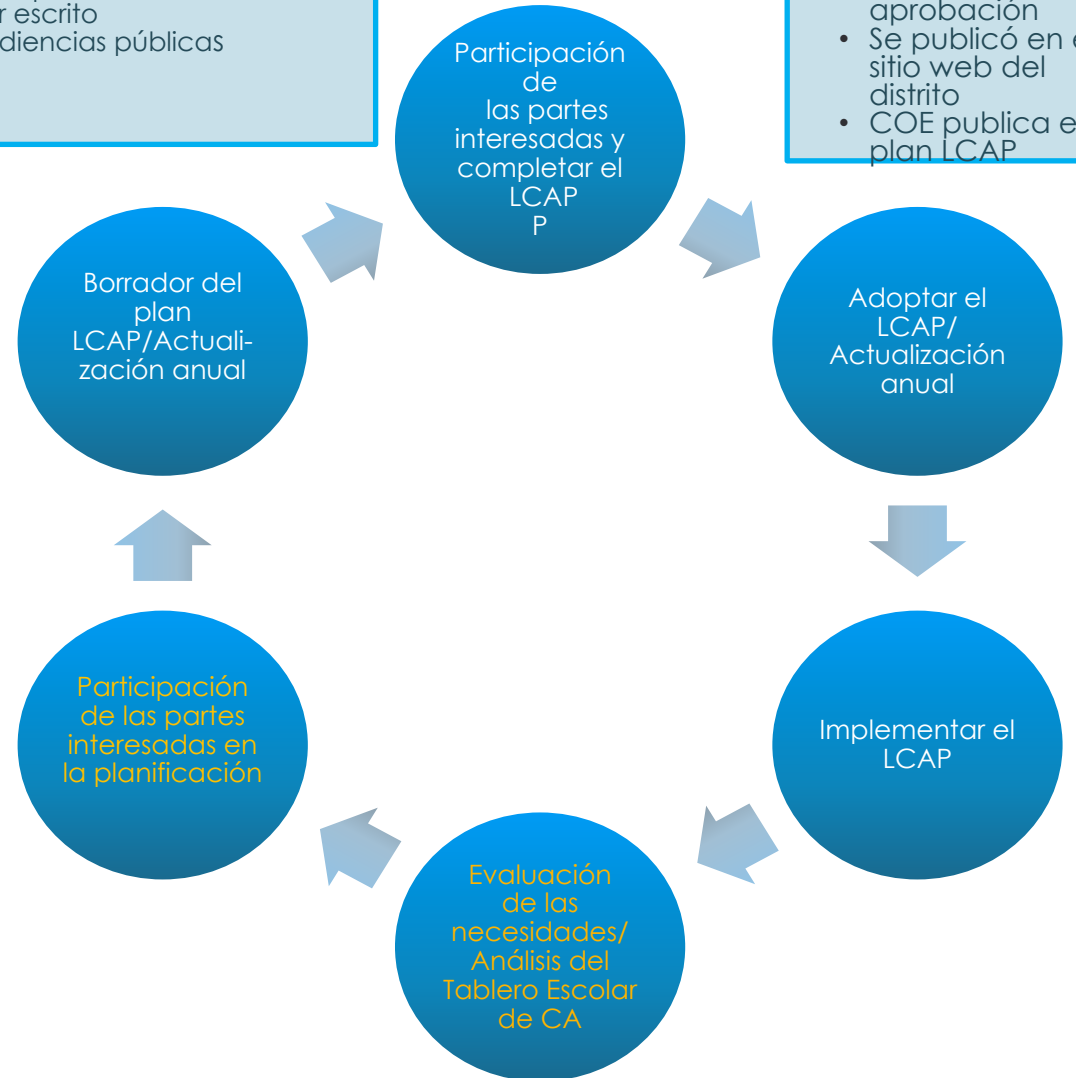 r escrito
diencias públicas
aprobación
• Se publicó en e
sitio web del
distrito
• COE publica e
plan LCAP
Participación
de
las partes
interesadas y
completar el
LCAP
P
Borrador del
plan
LCAP/Actuali-
zación anual
Adoptar el
LCAP/
Actualización
anual
Participación
de las partes
interesadas en
la planificación
Implementar el
LCAP
Evaluación
de las
necesidades/
Análisis del
Tablero Escolar
de CA